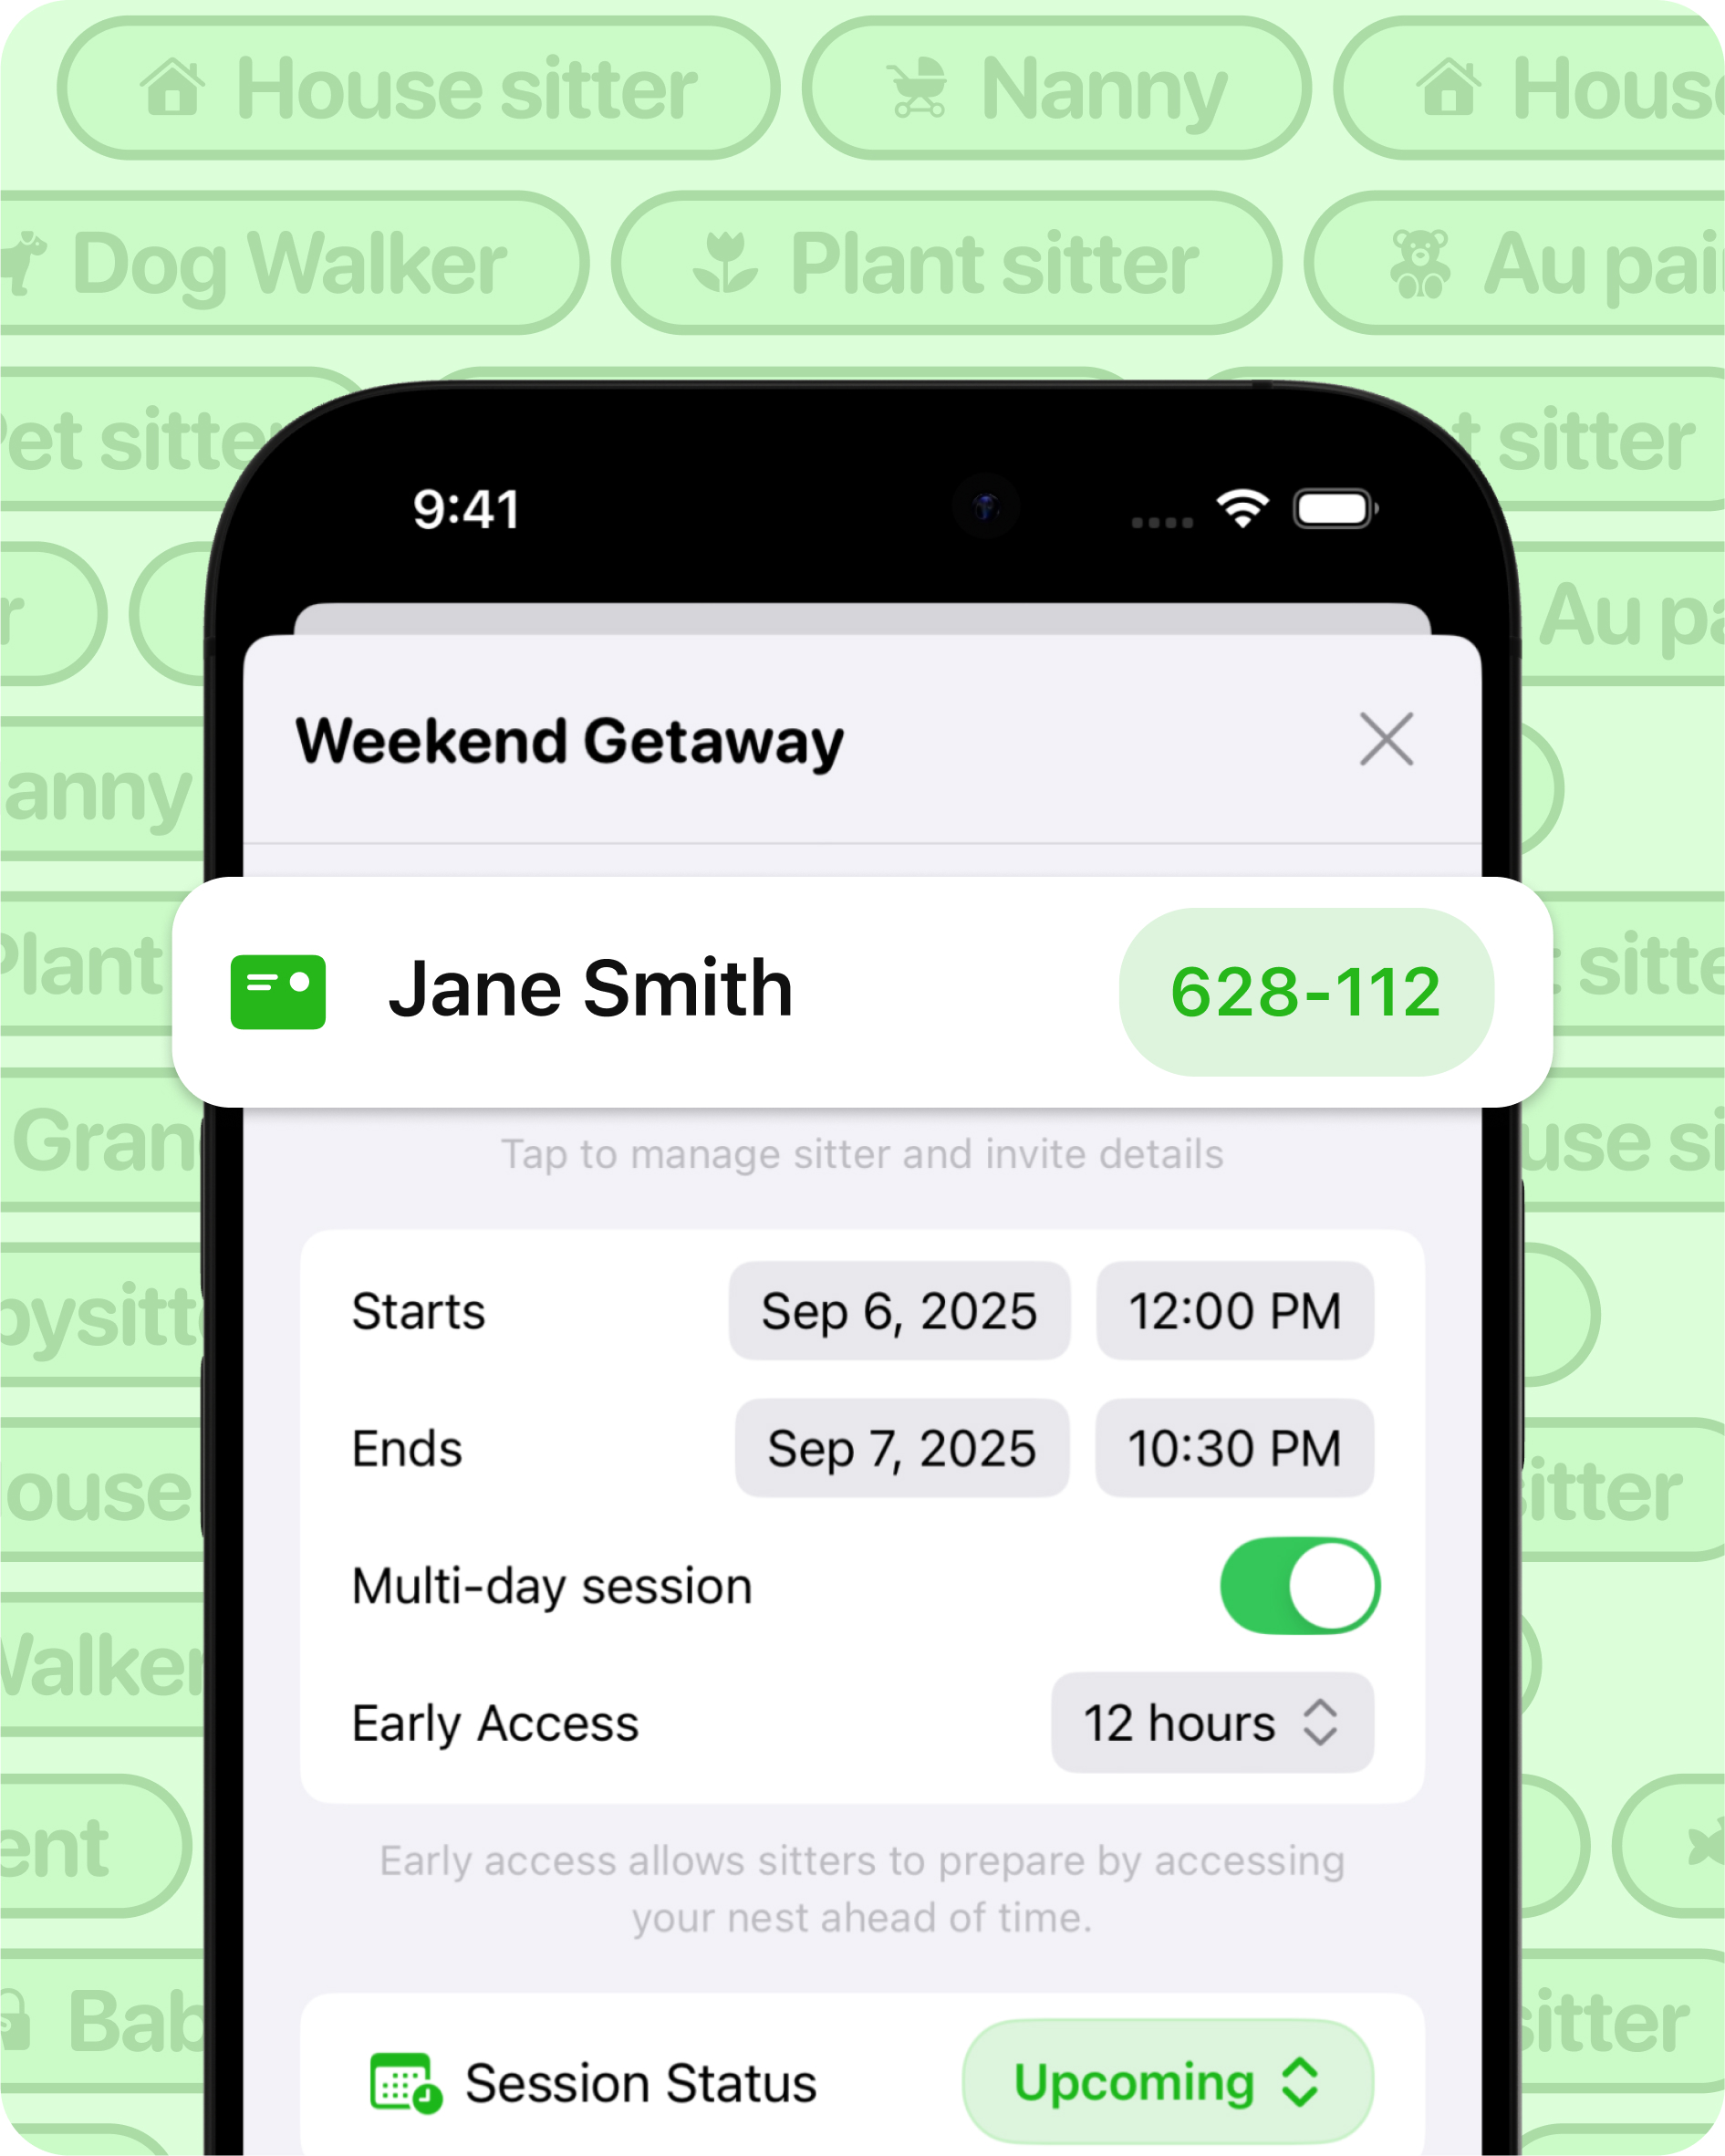 House sitter Nanny
Dog Walker Plant sitter
sitter
9:41
Weekend Getaway
Jane Smith 628-112
Tap to manage sitter and invite details
Starts Sep 6, 2025 12:00 PM
Ends Sep 7, 2025 10:30 PM
Multi-day session
Early Access 12 hours
Early access allows sitters to prepare by accessing
your nest ahead of time.
Session Status Upcoming